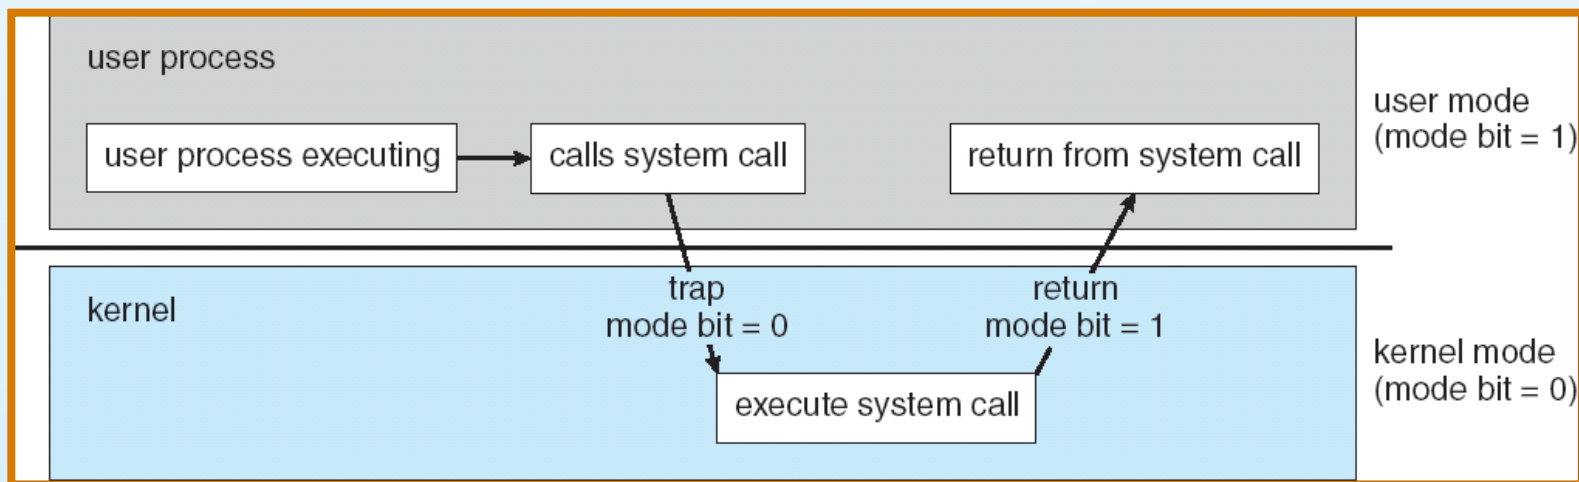 user process
user process executing
calls system call
return from system call
user mode
(mode bit = 1)
kernel
trap
mode bit = 0
return
mode bit = 1
execute system call
kernel mode
(mode bit = 0)